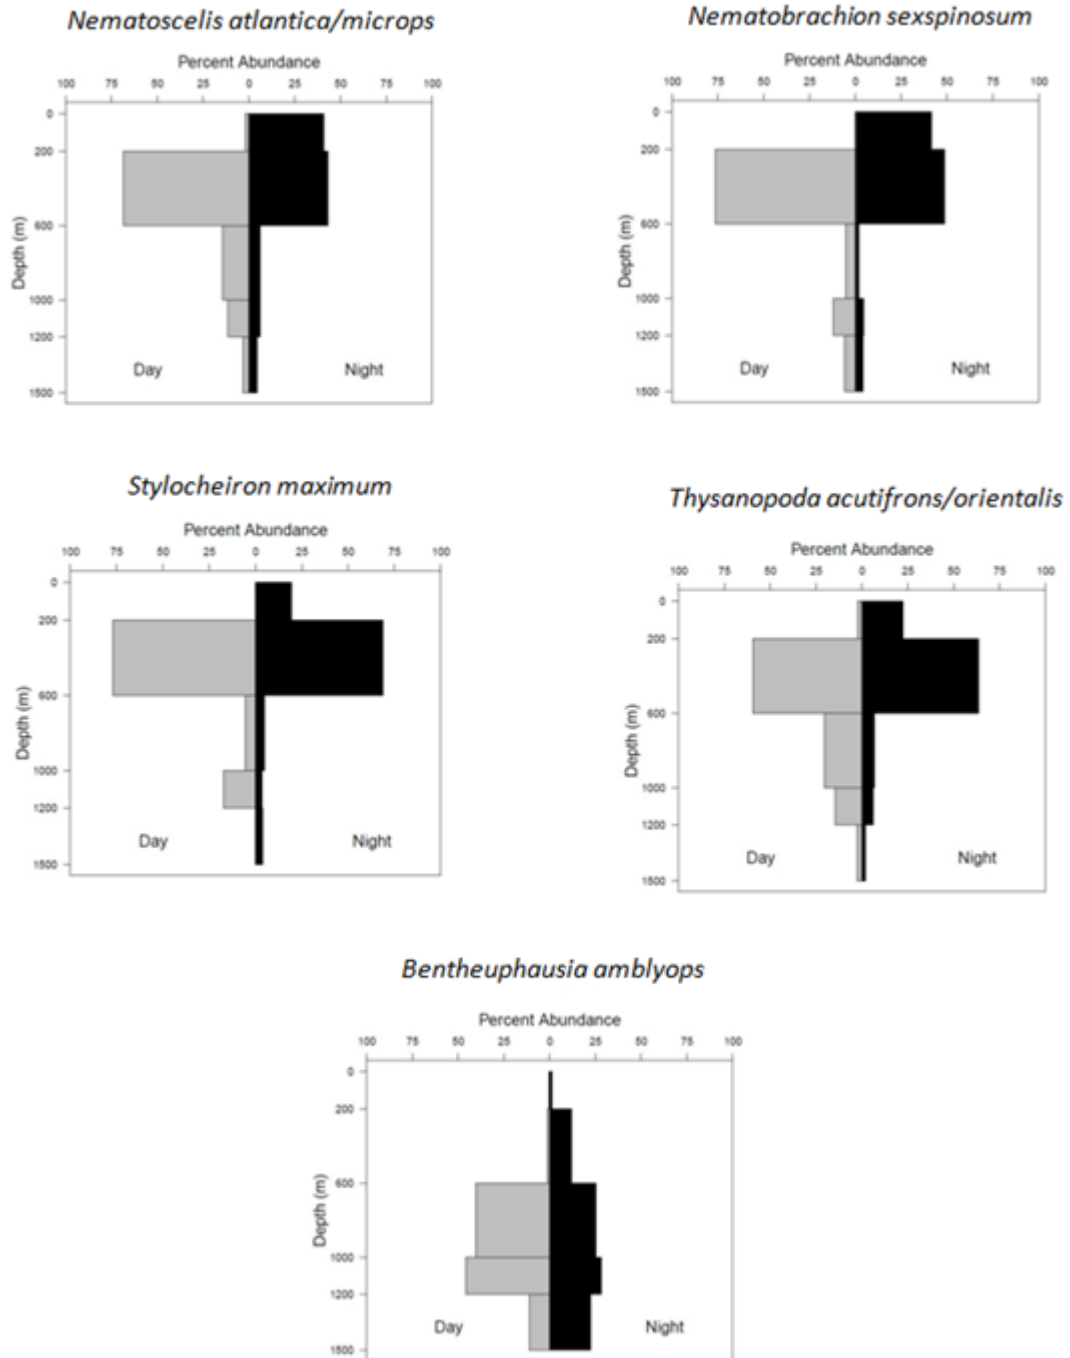 Nematoscelis atlantica/microps
Percent Abundance
100 75 50 25 0 25 50 75 100
0
200
600
1000
1200
1500
Depth (m)
Day Night
Nematobrachion sexspinosum
Percent Abundance
100 75 50 25 0 25 50 75 100
0
200
600
1000
1200
1500
Depth (m)
Day Night
Stylocheiron maximum
Percent Abundance
100 75 50 25 0 25 50 75 100
0
200
600
1000
1200
1500
Depth (m)
Day Night
Thysanopoda acutifrons/orientalis
Percent Abundance
100 75 50 25 0 25 50 75 100
0
200
600
1000
1200
1500
Depth (m)
Day Night
Bentheuphausia amblyops
Percent Abundance
100 75 50 25 0 25 50 75 100
0
200
600
1000
1200
1500
Depth (m)
Day Night